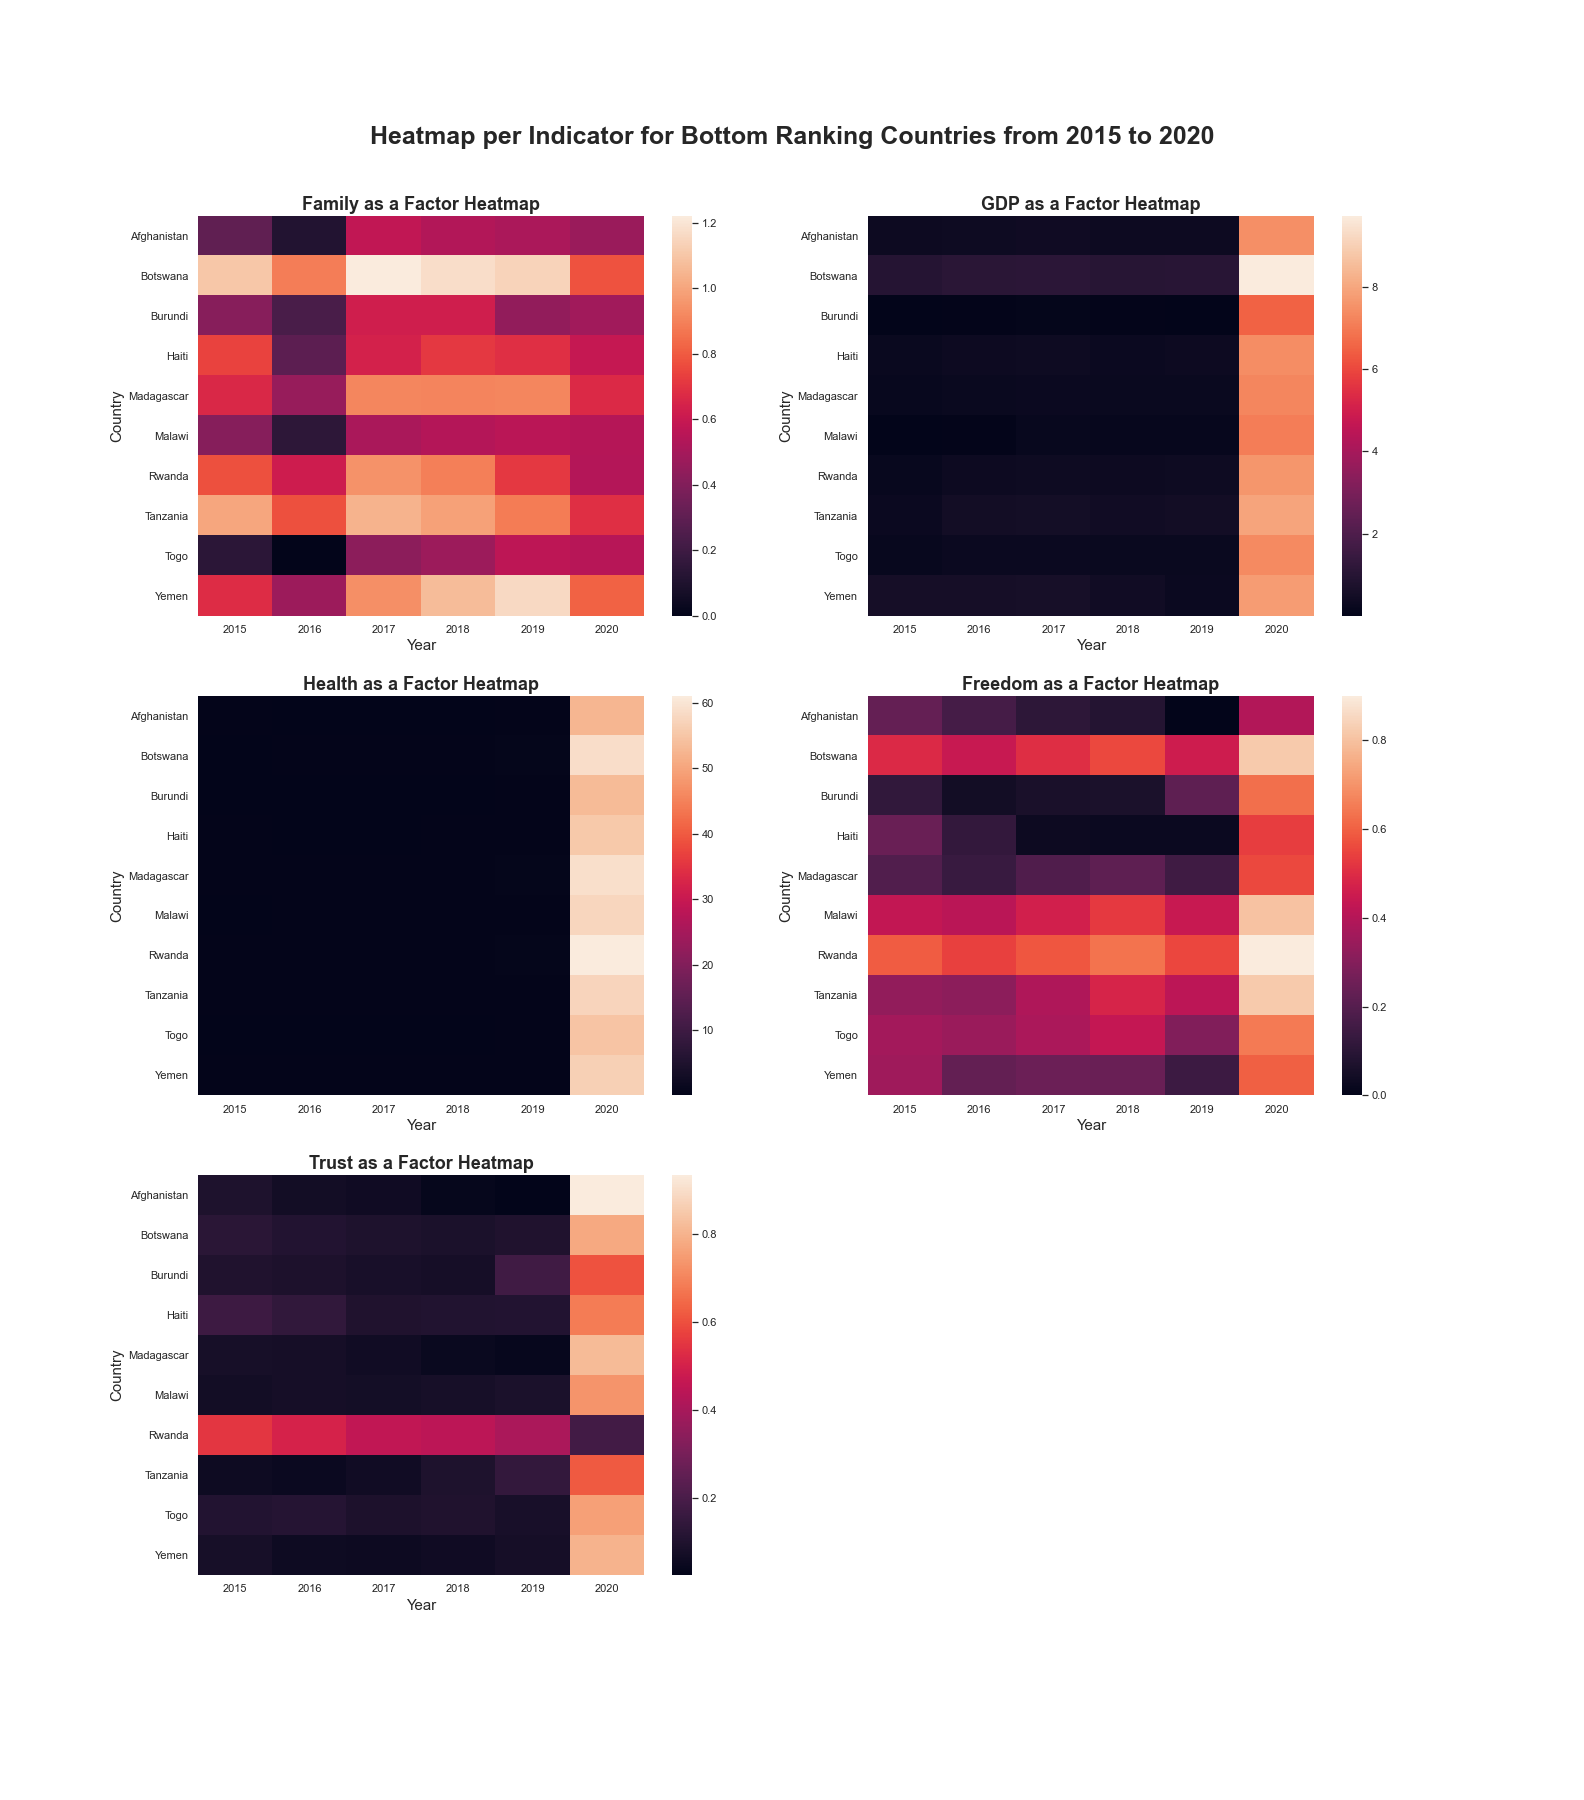 Heatmap per Indicator for Bottom Ranking Countries from 2015 to 2020
Family as a Factor Heatmap
Country
Afghanistan
Botswana
Burundi
Haiti
Madagascar
Malawi
Rwanda
Tanzania
Togo
Yemen
2015 2016 2017 2018 2019 2020
Year
1.2
1.0
0.8
0.6
0.4
0.2
0.0
GDP as a Factor Heatmap
Country
Afghanistan
Botswana
Burundi
Haiti
Madagascar
Malawi
Rwanda
Tanzania
Togo
Yemen
2015 2016 2017 2018 2019 2020
Year
8
6
4
2
Health as a Factor Heatmap
Country
Afghanistan
Botswana
Burundi
Haiti
Madagascar
Malawi
Rwanda
Tanzania
Togo
Yemen
2015 2016 2017 2018 2019 2020
Year
60
50
40
30
20
10
Freedom as a Factor Heatmap
Country
Afghanistan
Botswana
Burundi
Haiti
Madagascar
Malawi
Rwanda
Tanzania
Togo
Yemen
2015 2016 2017 2018 2019 2020
Year
0.8
0.6
0.4
0.2
0.0
Trust as a Factor Heatmap
Country
Afghanistan
Botswana
Burundi
Haiti
Madagascar
Malawi
Rwanda
Tanzania
Togo
Yemen
2015 2016 2017 2018 2019 2020
Year
0.8
0.6
0.4
0.2